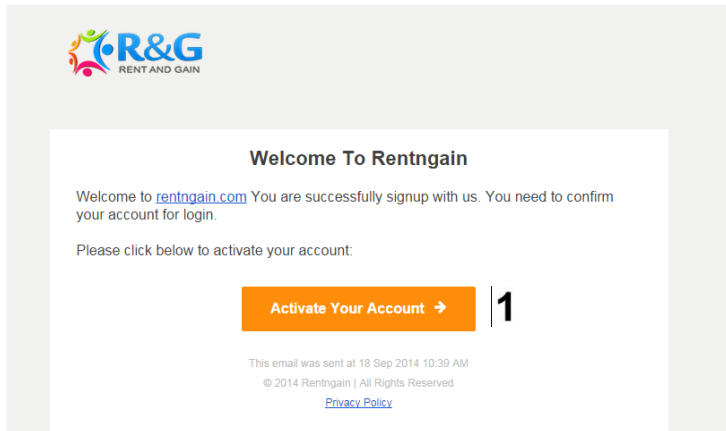 R&G
RENT AND GAIN
Welcome To Rentngain
Welcome to rentngain.com You are successfully signup with us. You need to confirm
your account for login.
Please click below to activate your account:
Activate Your Account →
1
This email was sent at 18 Sep 2014 10:39 AM
© 2014 Rentngain | All Rights Reserved
Privacy Policy